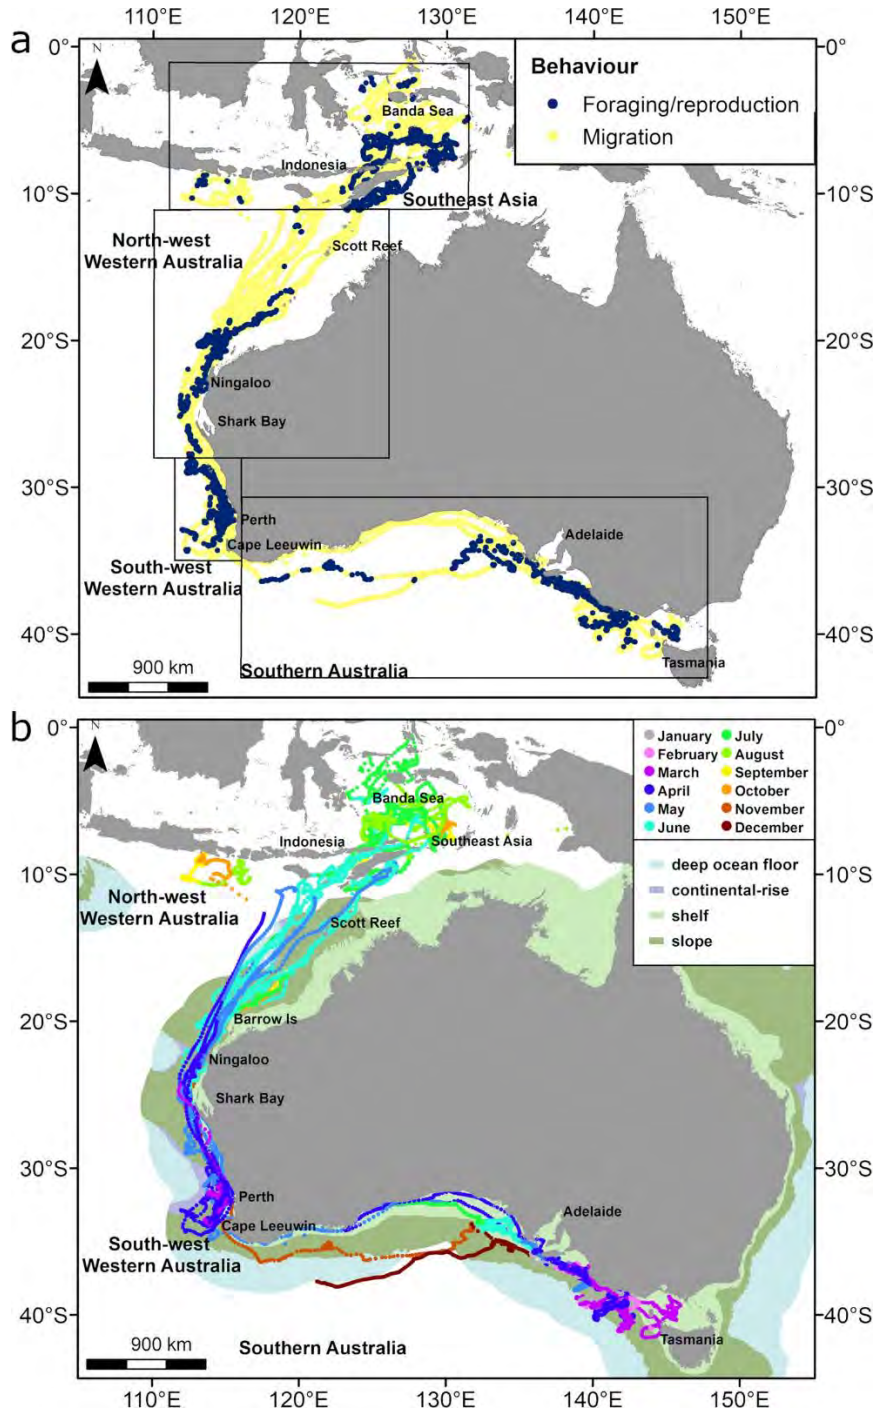 110°E 120°E 130°E 140°E 150°E
a
0°
0°
N
Behaviour
Foraging/reproduction
Migration
Banda Sea
Indonesia
10°S
Southeast Asia
10°S
North-west
Western Australia
Scott Reef
20°S
20°S
Ningaloo
Shark Bay
30°S
30°S
Perth
Cape Leeuwin
Adelaide
South-west
Western Australia
40°S
40°S
900 km
Southern Australia
Tasmania
b
0°
0°
N
January
July
February
August
March
September
April
October
May
November
June
December
deep ocean floor
continental-rise
shelf
slope
Banda Sea
Indonesia
Southeast Asia
10°S
10°S
North-west
Western Australia
Scott Reef
20°S
20°S
Barrow Is
Ningaloo
Shark Bay
30°S
30°S
Perth
Cape Leeuwin
Adelaide
South-west
Western Australia
40°S
40°S
Tasmania
900 km
Southern Australia
110°E 120°E 130°E 140°E 150°E